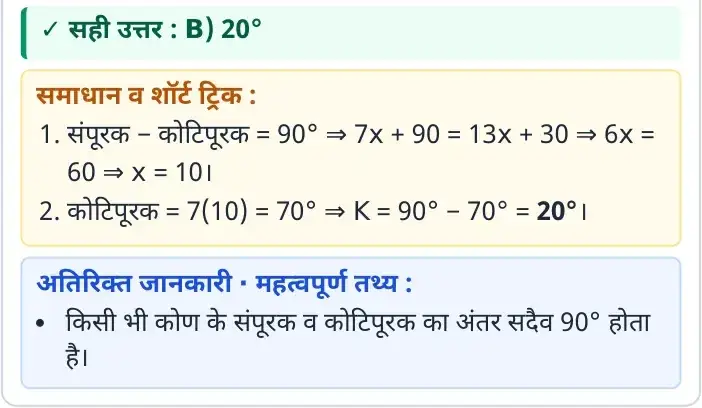 ✓ सही उत्तर : B) 20°
समाधान व शॉर्ट ट्रिक :
1. संपूरक − कोटिपूरक = 90° ⇒ 7x + 90 = 13x + 30 ⇒ 6x =
60 ⇒ x = 10।
2. कोटिपूरक = 7(10) = 70° ⇒ K = 90° − 70° = 20°।
अतिरिक्त जानकारी · महत्वपूर्ण तथ्य :
• किसी भी कोण के संपूरक व कोटिपूरक का अंतर सदैव 90° होता
है।